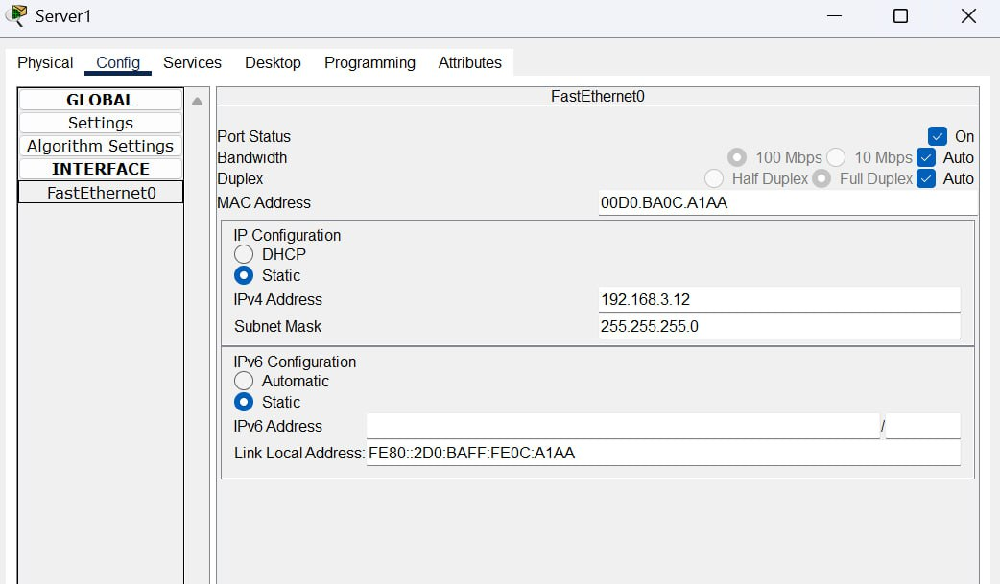 Server1
Physical Config Services Desktop Programming Attributes
GLOBAL
Settings
Algorithm Settings
INTERFACE
FastEthernet0
FastEthernet0
Port Status On
Bandwidth 100 Mbps 10 Mbps Auto
Duplex Half Duplex Full Duplex Auto
MAC Address 00D0.BA0C.A1AA
IP Configuration
DHCP
Static
IPv4 Address 192.168.3.12
Subnet Mask 255.255.255.0
IPv6 Configuration
Automatic
Static
IPv6 Address /
Link Local Address: FE80::2D0:BAFF:FE0C:A1AA